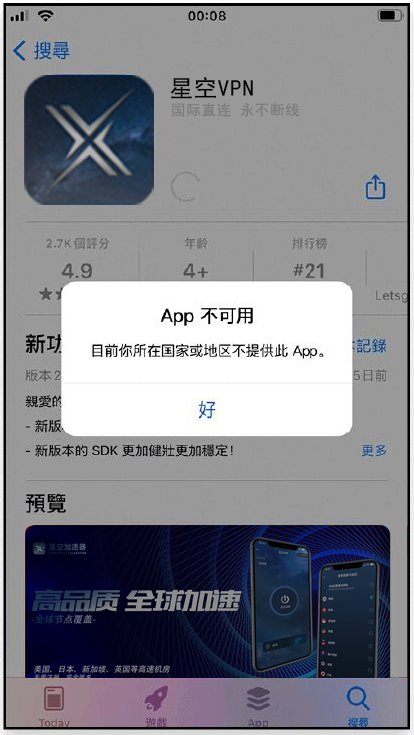 00:08
搜尋
星空VPN
国际直连 永不断线
2.7K 個評分
年齡
排行榜
4.9
4+
#21
Letsg
App 不可用
目前你所在国家或地区不提供此 App。
好
新功
記錄
版本 2
5日前
親愛的
- 新版
- 新版本的 SDK 更加健壯更加穩定!
更多
預覽
星空加速器
高品质 全球加速
-全球节点覆盖-
美国、日本、新加坡、英国等高速机房
Today
遊戲
App
搜尋